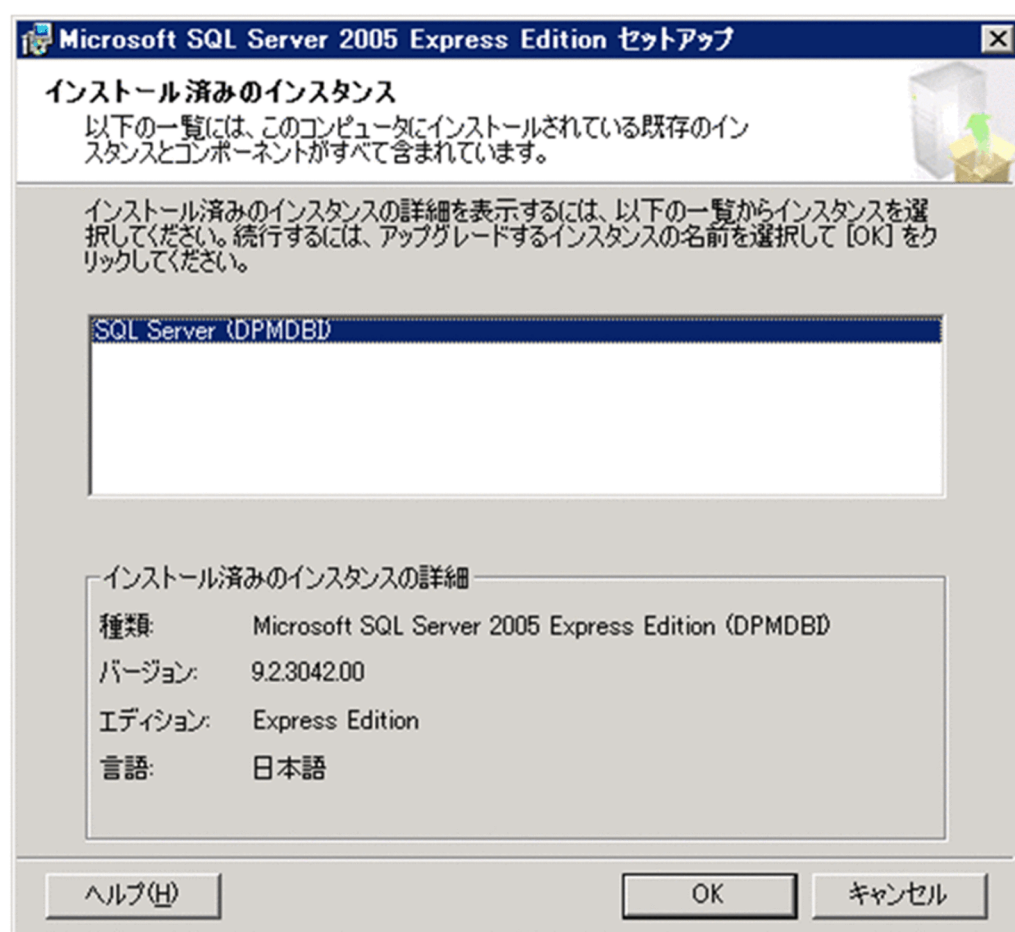 Microsoft SQL Server 2005 Express Edition セットアップ
インストール済みのインスタンス
以下の一覧には、このコンピュータにインストールされている既存のイン
スタンスとコンポーネントがすべて含まれています。
インストール済みのインスタンスの詳細を表示するには、以下の一覧からインスタンスを選
択してください。続行するには、アップグレードするインスタンスの名前を選択して [OK] をク
リックしてください。
SQL Server (DPMDBI)
インストール済みのインスタンスの詳細
種類: Microsoft SQL Server 2005 Express Edition (DPMDBI)
バージョン: 9.2.3042.00
エディション: Express Edition
言語: 日本語
ヘルプ(H) OK キャンセル